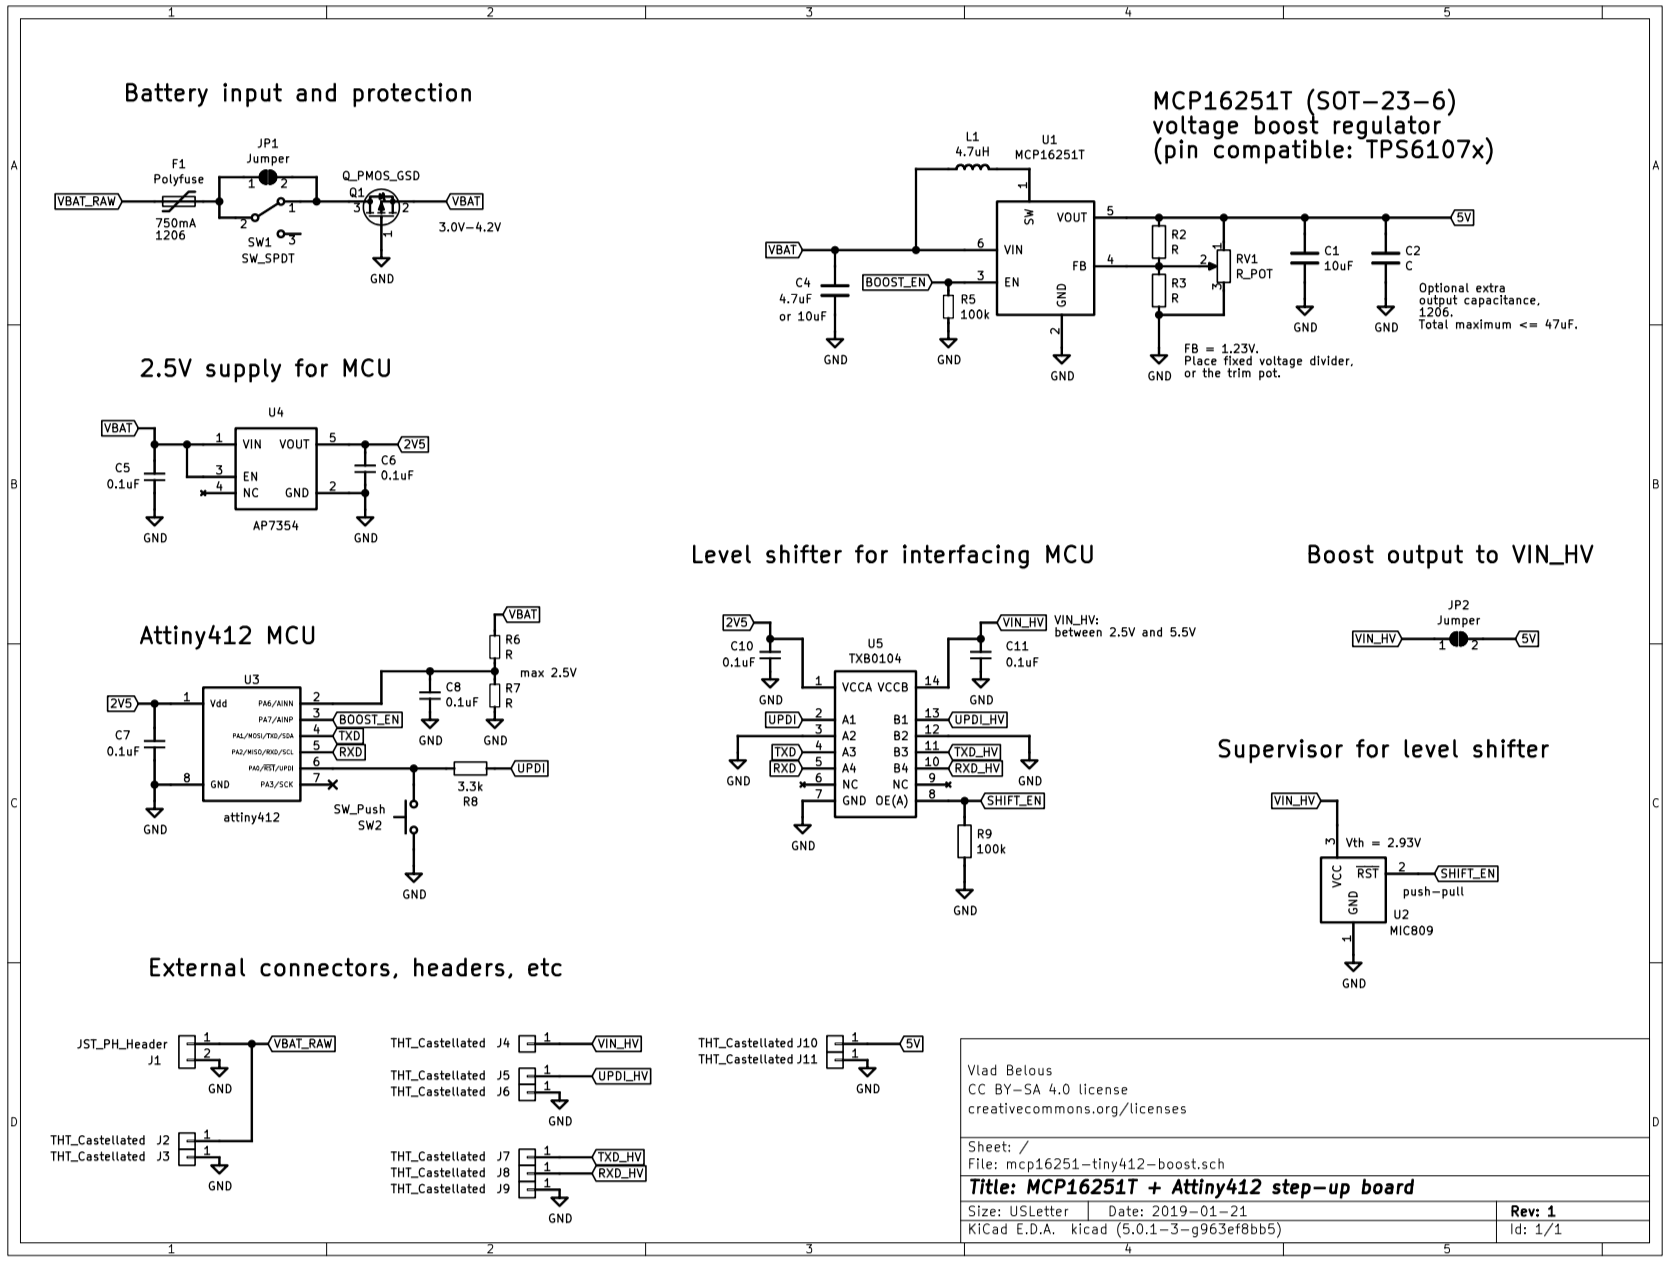 1 2 3 4 5
A
B
C
D
A
B
C
D
1 2 3 4 5
Battery input and protection
JP1
Jumper
F1
Polyfuse
1 2
VBAT_RAW
750mA
1206
2
1
3
SW1
SW_SPDT
Q_PMOS_GSD
Q1
3 2
1
VBAT
3.0V-4.2V
GND
MCP16251T (SOT-23-6)
voltage boost regulator
(pin compatible: TPS6107x)
L1
4.7uH
U1
MCP16251T
1
SW
VOUT 5
VBAT
6 VIN
FB 4
BOOST_EN
3 EN
GND
2
C4
4.7uF
or 10uF
R5
100k
GND
GND
GND
R2
R
R3
R
1
2
3
RV1
R_POT
5V
C1
10uF
C2
C
GND
GND
GND
Optional extra
output capacitance,
1206.
Total maximum <= 47uF.
FB = 1.23V.
Place fixed voltage divider,
or the trim pot.
2.5V supply for MCU
U4
VBAT
1 VIN VOUT 5
2V5
3 EN
4 NC GND 2
C5
0.1uF
C6
0.1uF
AP7354
GND
GND
Attiny412 MCU
U3
2V5
1 Vdd
PA6/AINN 2
PA7/AINP 3 BOOST_EN
PA1/MOSI/TXD/SDA 4 TXD
PA2/MISO/RXD/SCL 5 RXD
PA0/RST/UPDI 6
PA3/SCK 7
8 GND
C7
0.1uF
GND
attiny412
VBAT
R6
R
max 2.5V
R7
R
C8
0.1uF
GND
GND
3.3k
R8
UPDI
SW_Push
SW2
GND
Level shifter for interfacing MCU
2V5
C10
0.1uF
GND
U5
TXB0104
VIN_HV
VIN_HV:
between 2.5V and 5.5V
C11
0.1uF
GND
1 VCCA VCCB 14
UPDI 2 A1 B1 13 UPDI_HV
3 A2 B2 12
TXD 4 A3 B3 11 TXD_HV
RXD 5 A4 B4 10 RXD_HV
6 NC NC 9
7 GND OE(A) 8 SHIFT_EN
GND
GND
GND
R9
100k
GND
Boost output to VIN_HV
JP2
Jumper
VIN_HV 1 2 5V
Supervisor for level shifter
VIN_HV
3
Vth = 2.93V
VCC
RST
GND
2
SHIFT_EN
push-pull
U2
MIC809
1
GND
External connectors, headers, etc
JST_PH_Header
J1
1
2
VBAT_RAW
GND
THT_Castellated J2 1
THT_Castellated J3 1
GND
THT_Castellated J4 1 VIN_HV
THT_Castellated J5 1 UPDI_HV
THT_Castellated J6 1
GND
THT_Castellated J7 1 TXD_HV
THT_Castellated J8 1 RXD_HV
THT_Castellated J9 1
GND
THT_Castellated J10 1 5V
THT_Castellated J11 1
GND
Vlad Belous
CC BY-SA 4.0 license
creativecommons.org/licenses
Sheet: /
File: mcp16251-tiny412-boost.sch
Title: MCP16251T + Attiny412 step-up board
Size: USLetter Date: 2019-01-21 Rev: 1
KiCad E.D.A. kicad (5.0.1-3-g963ef8bb5) Id: 1/1